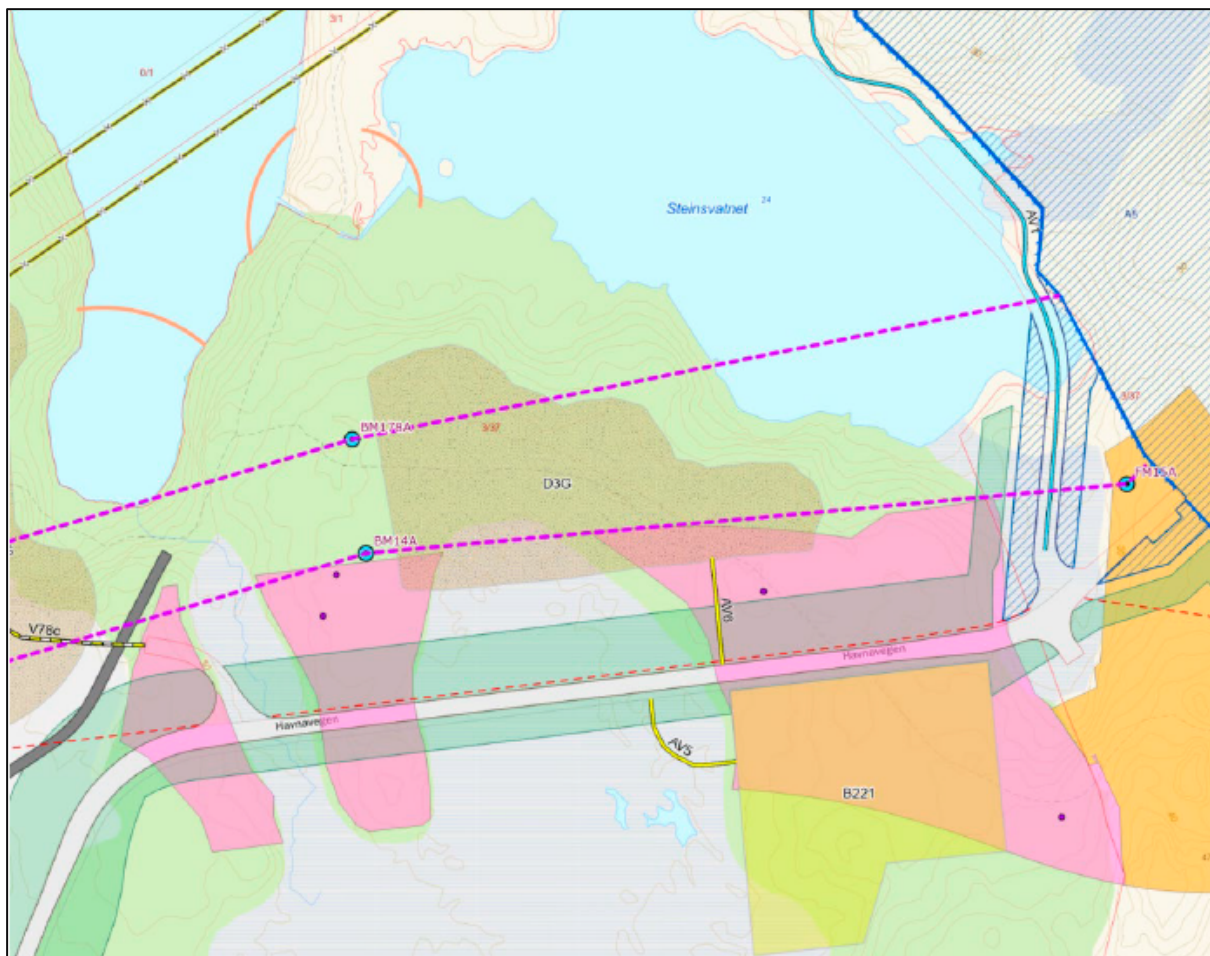 3/1
0/1
Steinsvatnet
24
AV1
A5
3/37
BM178A
3/37
FM15A
D3G
BM14A
V78c
AV6
Havnavegen
Havnavegen
AV5
B221